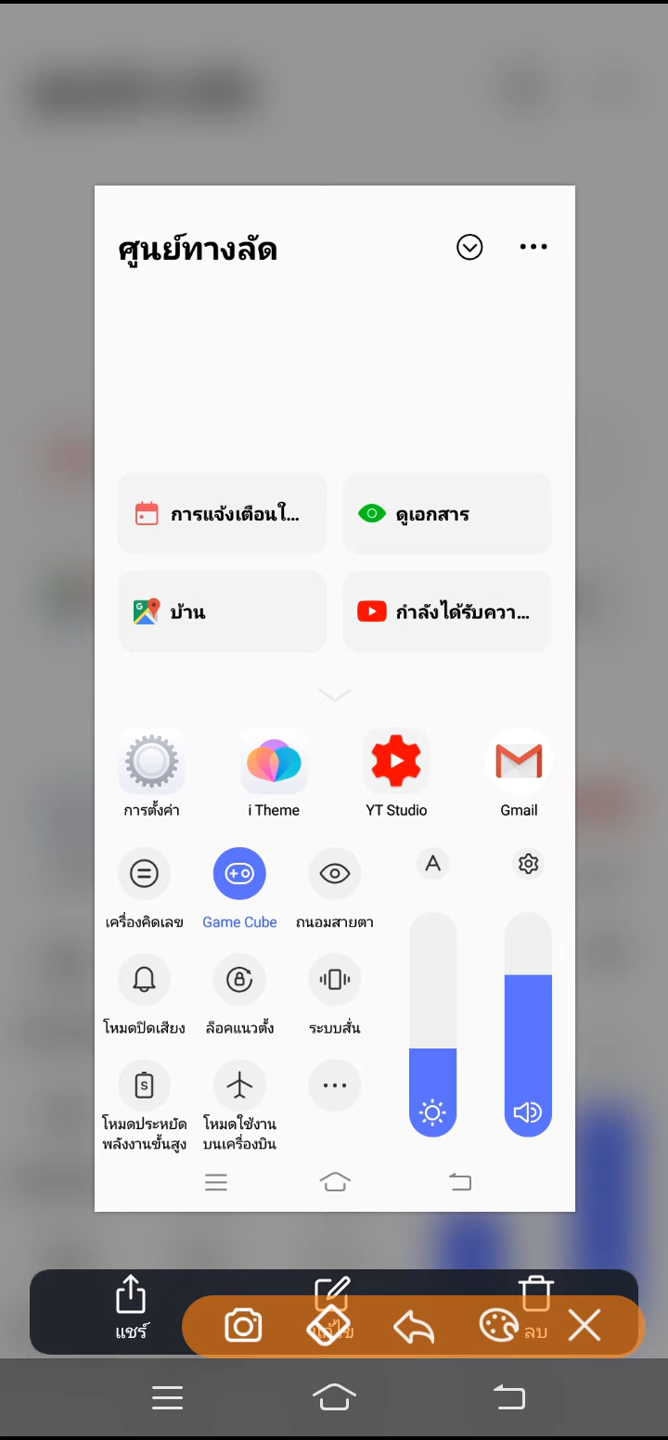 ศูนย์ทางลัด
การแจ้งเตือนใ...
ดูเอกสาร
บ้าน
กำลังได้รับควา...
การตั้งค่า
i Theme
YT Studio
Gmail
เครื่องคิดเลข
Game Cube
ถนอมสายตา
A
โหมดปิดเสียง
ล็อคแนวตั้ง
ระบบสั่น
โหมดประหยัด
พลังงานขั้นสูง
โหมดใช้งาน
บนเครื่องบิน
แชร์
แก้ไข
ลบ